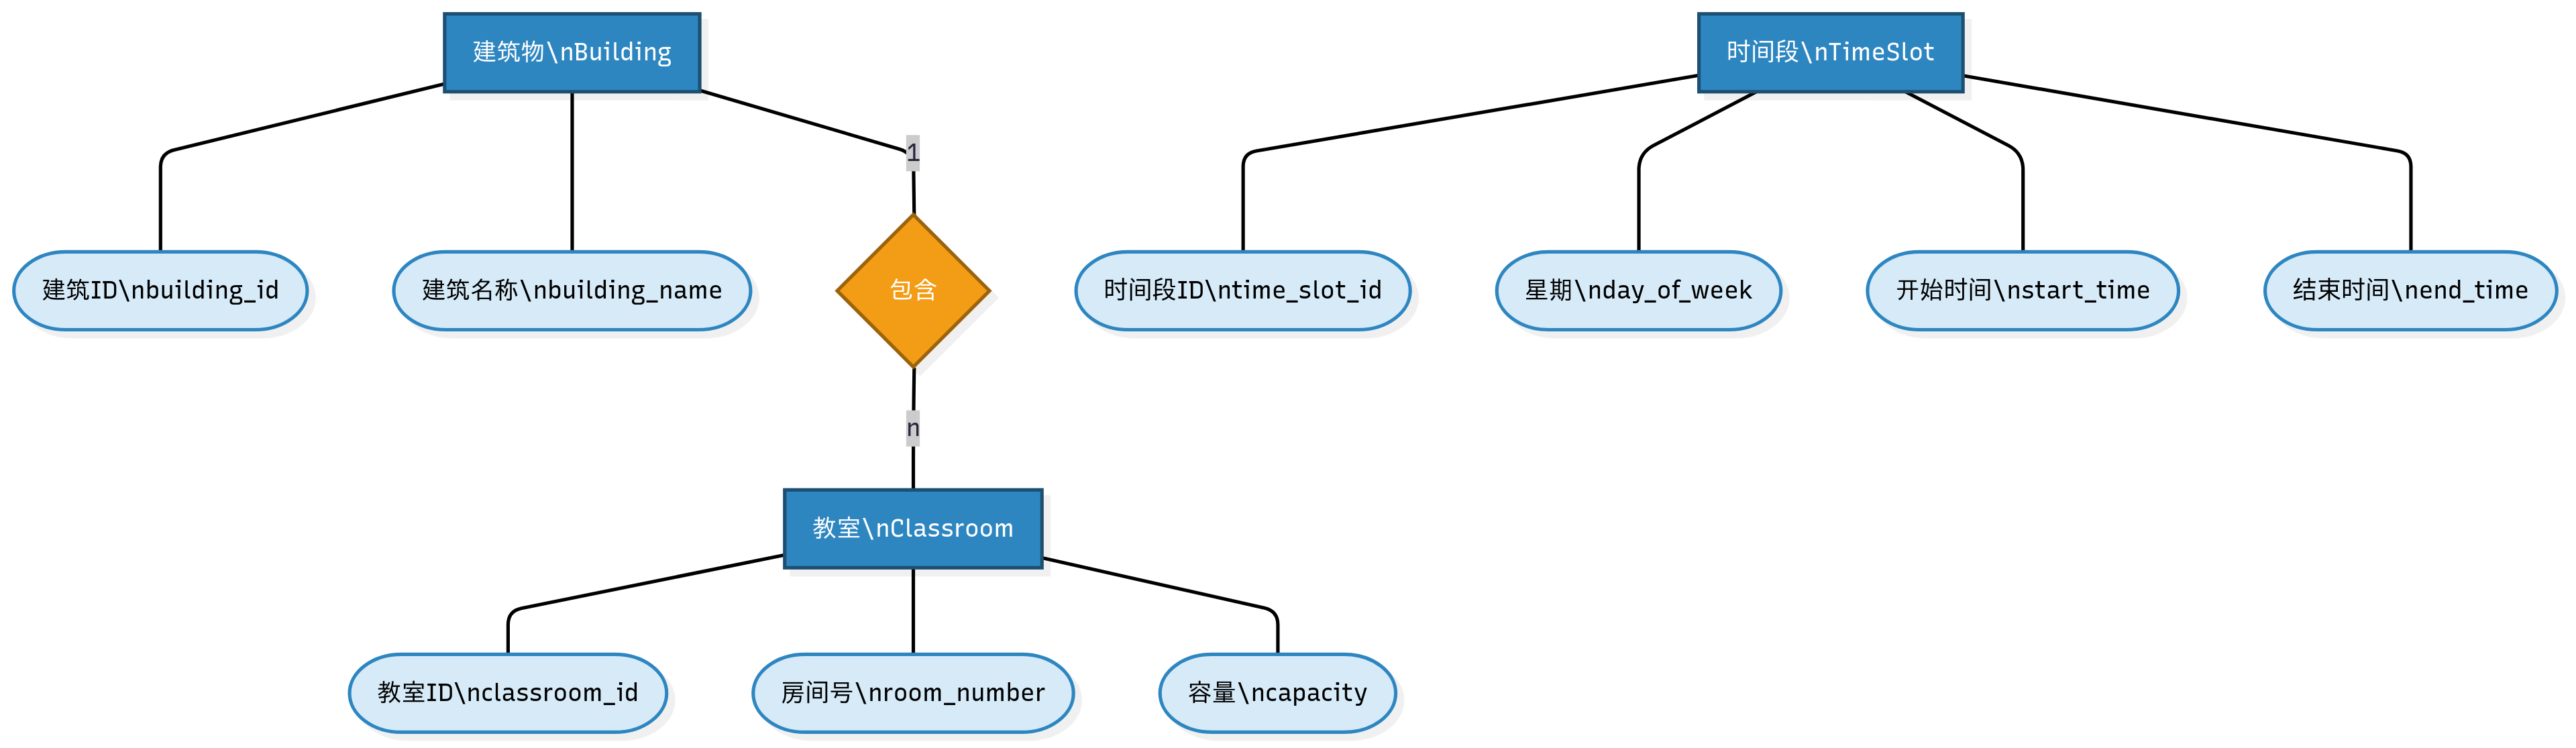 建筑物\nBuilding
时间段\nTimeSlot
1
建筑ID\nbuilding_id
建筑名称\nbuilding_name
包含
时间段ID\ntime_slot_id
星期\nday_of_week
开始时间\nstart_time
结束时间\nend_time
n
教室\nClassroom
教室ID\nclassroom_id
房间号\nroom_number
容量\ncapacity